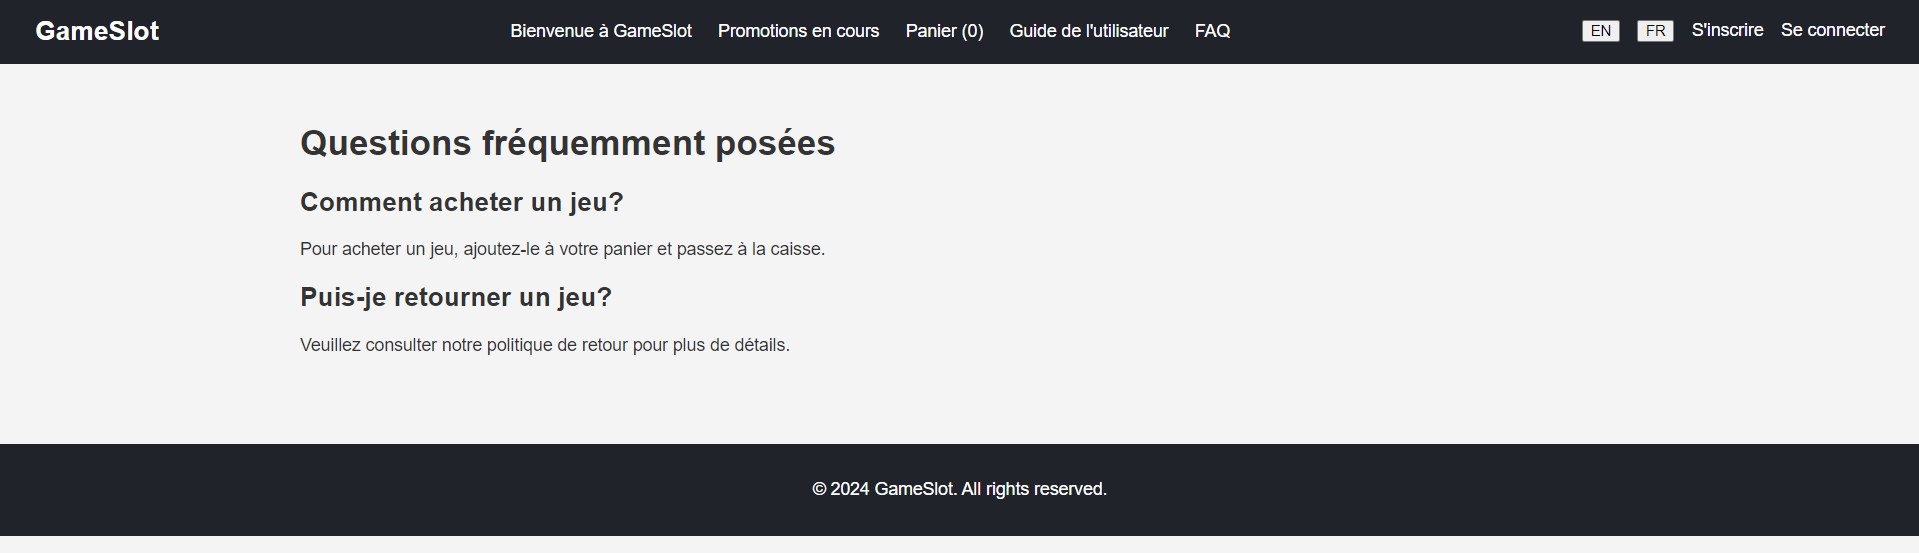 GameSlot Bienvenue à GameSlot Promotions en cours Panier (0) Guide de l'utilisateur FAQ EN FR S'inscrire Se connecter
Questions fréquemment posées
Comment acheter un jeu?
Pour acheter un jeu, ajoutez-le à votre panier et passez à la caisse.
Puis-je retourner un jeu?
Veuillez consulter notre politique de retour pour plus de détails.
© 2024 GameSlot. All rights reserved.